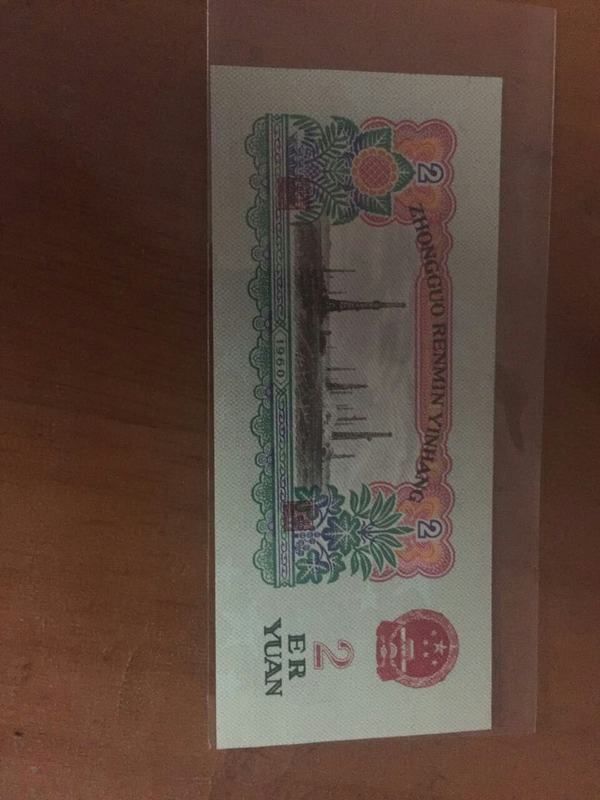 ZHONGGUO RENMIN YINHANG
2
2
1960
2
ER
YUAN